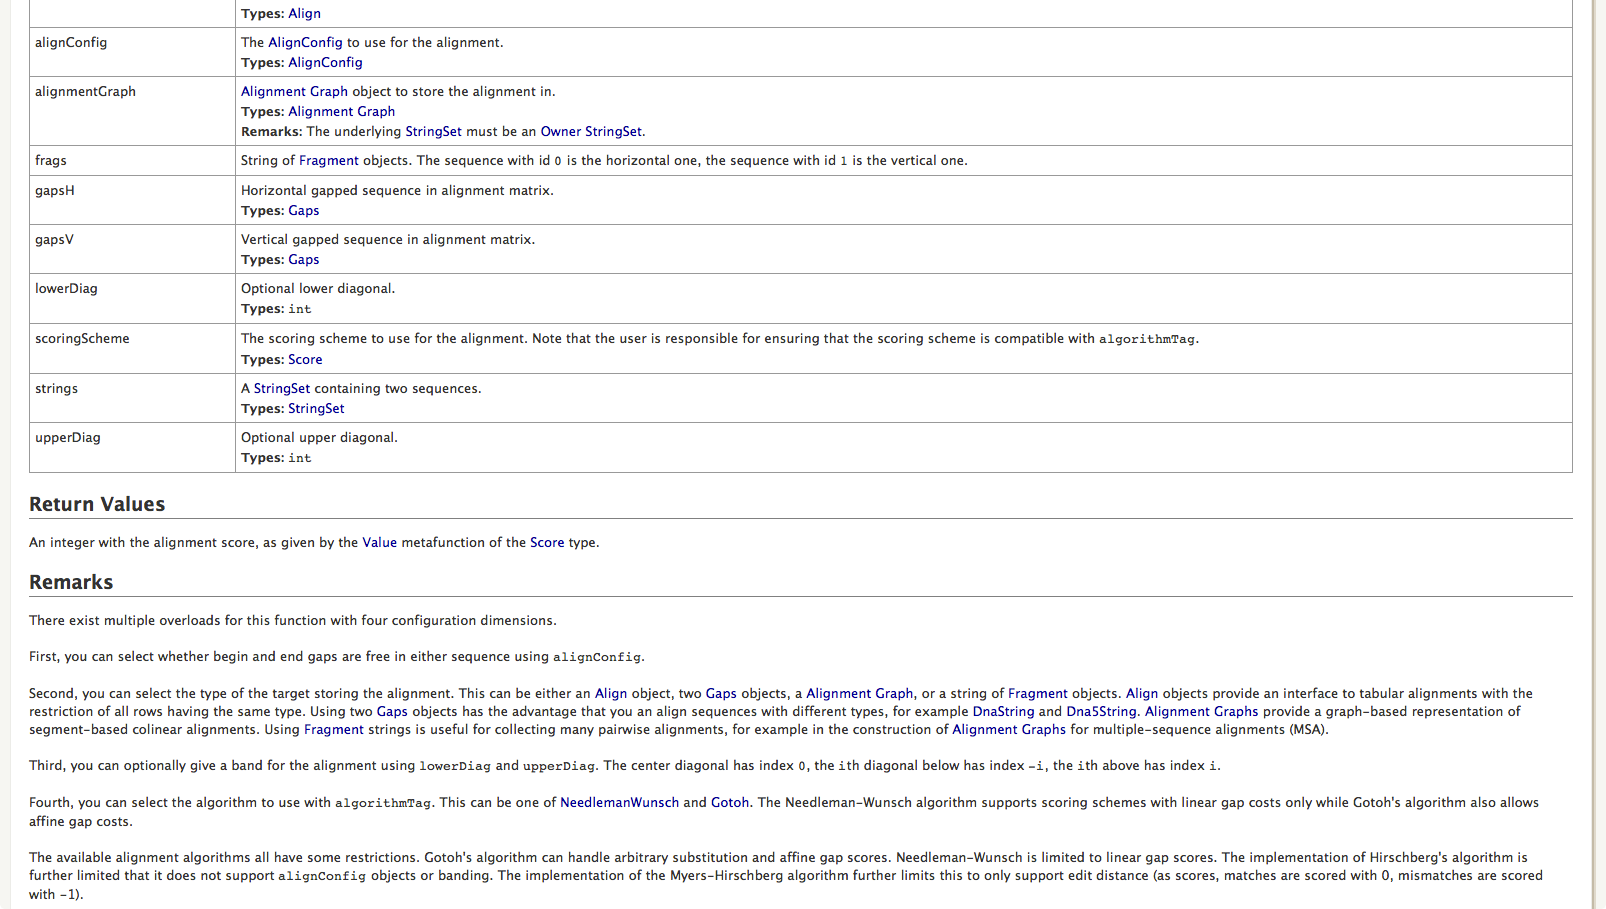 Types: Align
alignConfig
The AlignConfig to use for the alignment.
Types: AlignConfig
alignmentGraph
Alignment Graph object to store the alignment in.
Types: Alignment Graph
Remarks: The underlying StringSet must be an Owner StringSet.
frags
String of Fragment objects. The sequence with id 0 is the horizontal one, the sequence with id 1 is the vertical one.
gapsH
Horizontal gapped sequence in alignment matrix.
Types: Gaps
gapsV
Vertical gapped sequence in alignment matrix.
Types: Gaps
lowerDiag
Optional lower diagonal.
Types: int
scoringScheme
The scoring scheme to use for the alignment. Note that the user is responsible for ensuring that the scoring scheme is compatible with algorithmTag.
Types: Score
strings
A StringSet containing two sequences.
Types: StringSet
upperDiag
Optional upper diagonal.
Types: int
Return Values
An integer with the alignment score, as given by the Value metafunction of the Score type.
Remarks
There exist multiple overloads for this function with four configuration dimensions.
First, you can select whether begin and end gaps are free in either sequence using alignConfig.
Second, you can select the type of the target storing the alignment. This can be either an Align object, two Gaps objects, a Alignment Graph, or a string of Fragment objects. Align objects provide an interface to tabular alignments with the
restriction of all rows having the same type. Using two Gaps objects has the advantage that you an align sequences with different types, for example DnaString and Dna5String. Alignment Graphs provide a graph-based representation of
segment-based colinear alignments. Using Fragment strings is useful for collecting many pairwise alignments, for example in the construction of Alignment Graphs for multiple-sequence alignments (MSA).
Third, you can optionally give a band for the alignment using lowerDiag and upperDiag. The center diagonal has index 0, the ith diagonal below has index -i, the ith above has index i.
Fourth, you can select the algorithm to use with algorithmTag. This can be one of NeedlemanWunsch and Gotoh. The Needleman-Wunsch algorithm supports scoring schemes with linear gap costs only while Gotoh's algorithm also allows
affine gap costs.
The available alignment algorithms all have some restrictions. Gotoh's algorithm can handle arbitrary substitution and affine gap scores. Needleman-Wunsch is limited to linear gap scores. The implementation of Hirschberg's algorithm is
further limited that it does not support alignConfig objects or banding. The implementation of the Myers-Hirschberg algorithm further limits this to only support edit distance (as scores, matches are scored with 0, mismatches are scored
with -1).